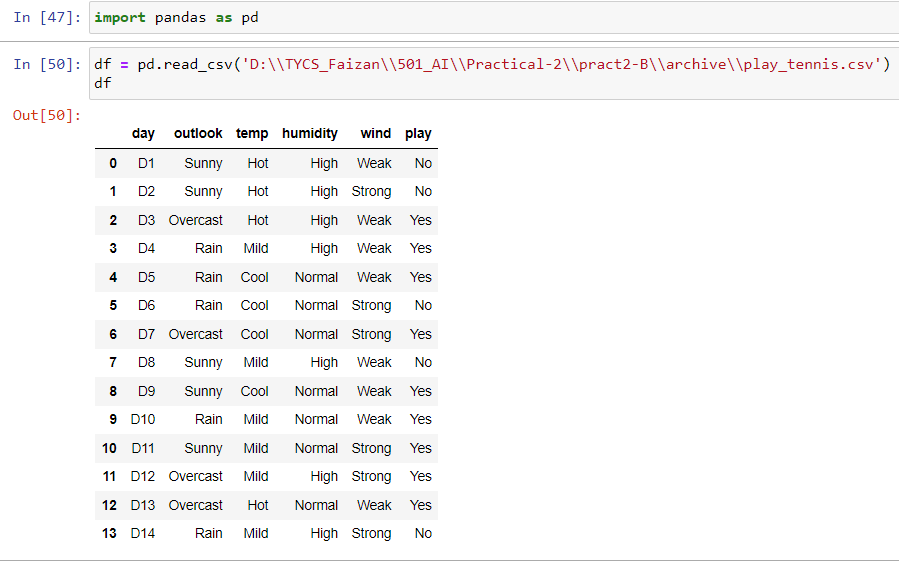 In [47]: import pandas as pd
In [50]: df = pd.read_csv('D:\\TYCS_Faizan\\501_AI\\Practical-2\\pract2-B\\archive\\play_tennis.csv')
df
Out[50]:
day outlook temp humidity wind play
0 D1 Sunny Hot High Weak No
1 D2 Sunny Hot High Strong No
2 D3 Overcast Hot High Weak Yes
3 D4 Rain Mild High Weak Yes
4 D5 Rain Cool Normal Weak Yes
5 D6 Rain Cool Normal Strong No
6 D7 Overcast Cool Normal Strong Yes
7 D8 Sunny Mild High Weak No
8 D9 Sunny Cool Normal Weak Yes
9 D10 Rain Mild Normal Weak Yes
10 D11 Sunny Mild Normal Strong Yes
11 D12 Overcast Mild High Strong Yes
12 D13 Overcast Hot Normal Weak Yes
13 D14 Rain Mild High Strong No